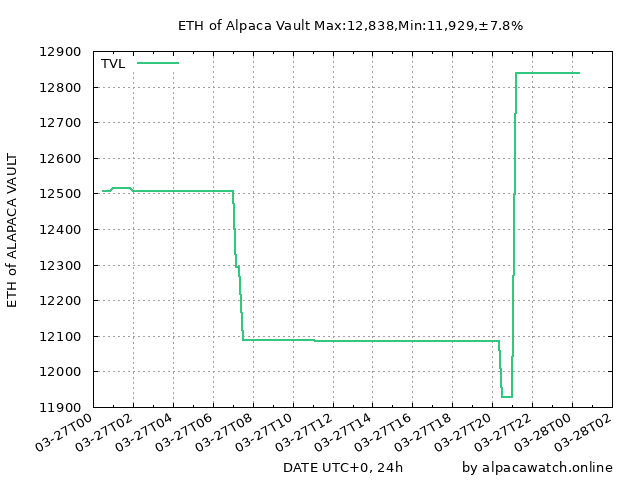 ETH of Alpaca Vault Max:12,838,Min:11,929,±7.8%
TVL
12900
12800
12700
12600
12500
12400
12300
12200
12100
12000
11900
ETH of ALAPACA VAULT
03-27T00
03-27T02
03-27T04
03-27T06
03-27T08
03-27T10
03-27T12
03-27T14
03-27T16
03-27T18
03-27T20
03-27T22
03-28T00
03-28T02
DATE UTC+0, 24h
by alpacawatch.online